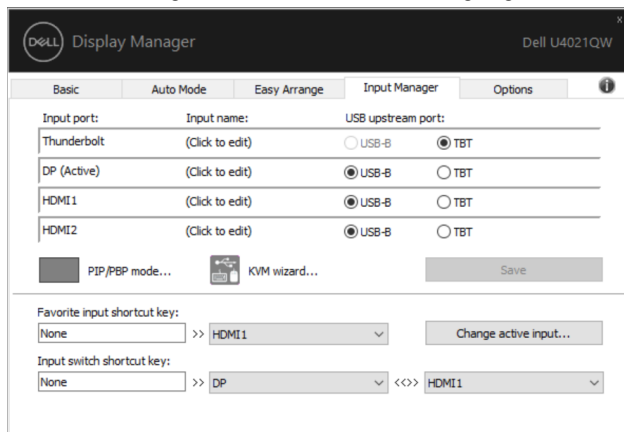 DELL Display Manager Dell U4021QW x
Basic Auto Mode Easy Arrange Input Manager Options i
Input port: Input name: USB upstream port:
Thunderbolt (Click to edit) USB-B TBT
DP (Active) (Click to edit) USB-B TBT
HDMI1 (Click to edit) USB-B TBT
HDMI2 (Click to edit) USB-B TBT
PIP/PBP mode... KVM wizard... Save
Favorite input shortcut key:
None >> HDMI1 Change active input...
Input switch shortcut key:
None >> DP <<>> HDMI1